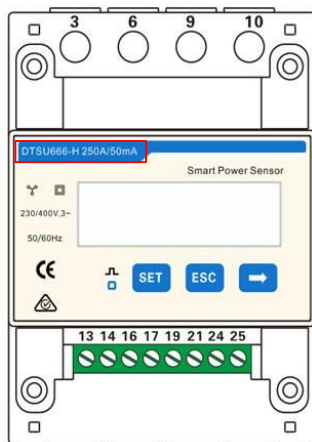 3 6 9 10
DTSU666-H 250A/50mA
Smart Power Sensor
230/400V,3~
50/60Hz
CE
SET ESC
13 14 16 17 19 21 24 25